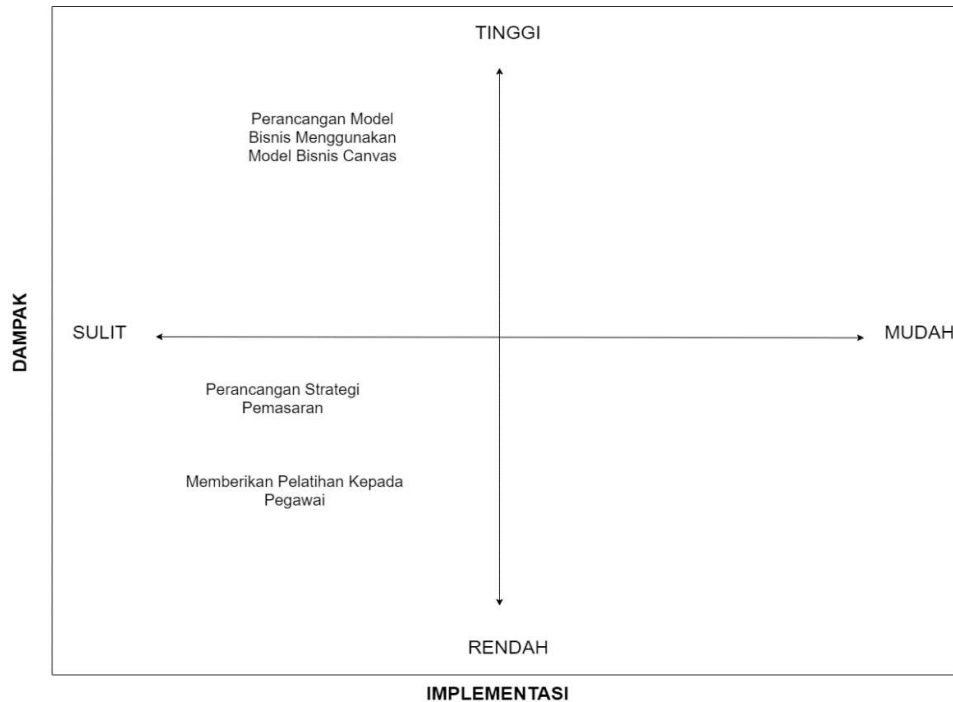 TINGGI
Perancangan Model
Bisnis Menggunakan
Model Bisnis Canvas
DAMPAK
SULIT
MUDAH
Perancangan Strategi
Pemasaran
Memberikan Pelatihan Kepada
Pegawai
RENDAH
IMPLEMENTASI